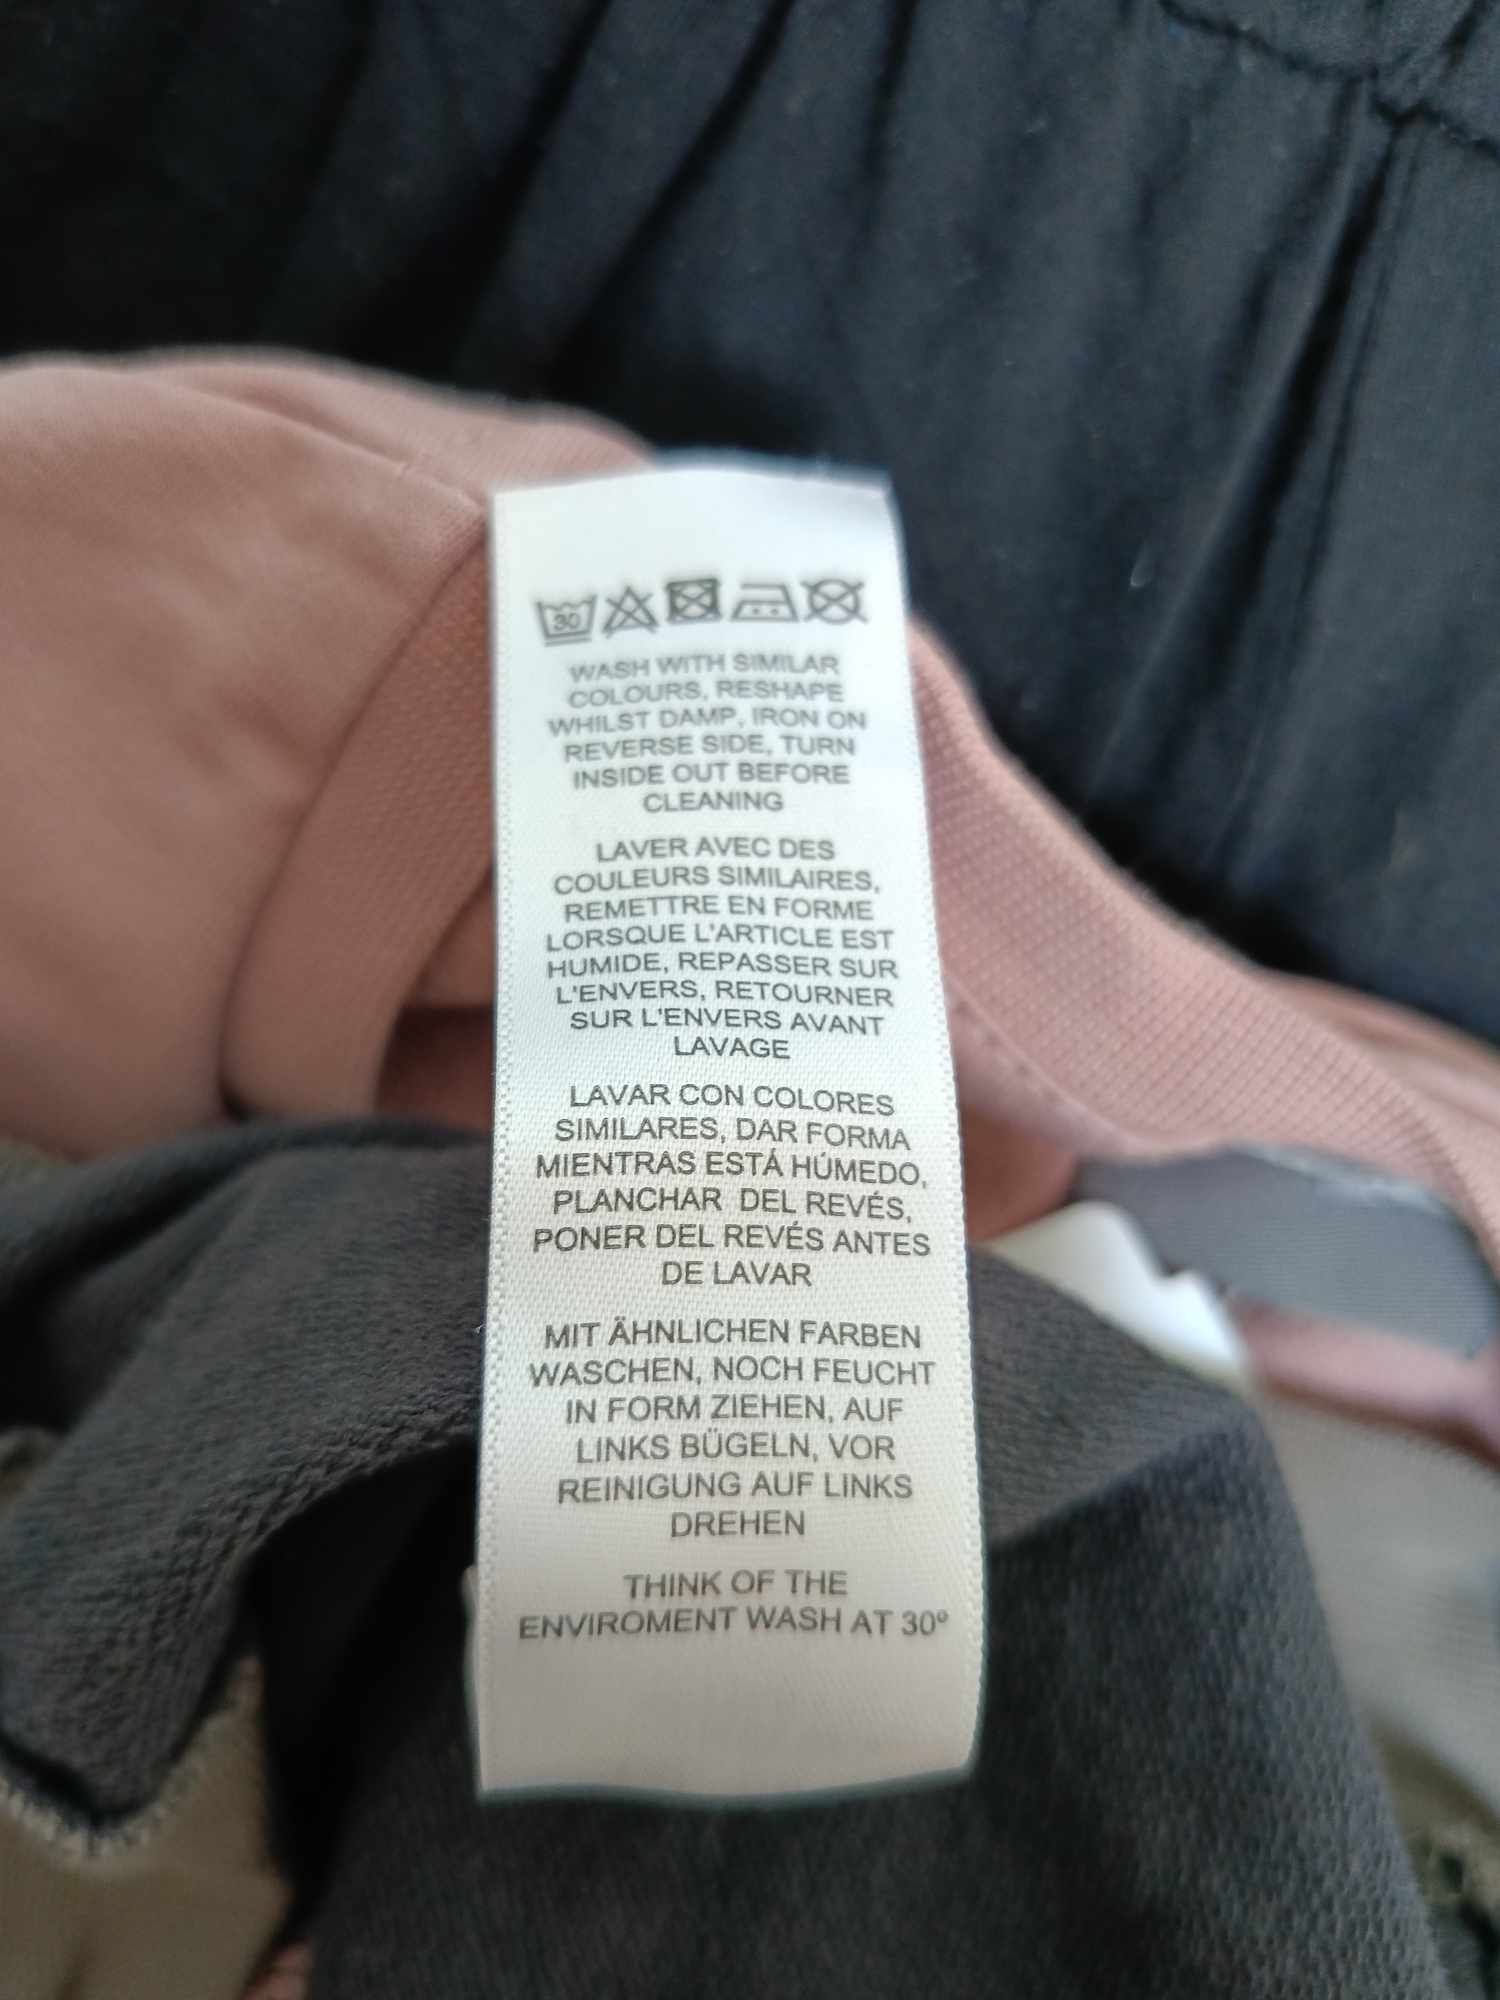 30
WASH WITH SIMILAR
COLOURS, RESHAPE
WHILST DAMP, IRON ON
REVERSE SIDE, TURN
INSIDE OUT BEFORE
CLEANING
LAVER AVEC DES
COULEURS SIMILAIRES,
REMETTRE EN FORME
LORSQUE L'ARTICLE EST
HUMIDE, REPASSER SUR
L'ENVERS, RETOURNER
SUR L'ENVERS AVANT
LAVAGE
LAVAR CON COLORES
SIMILARES, DAR FORMA
MIENTRAS ESTÁ HÚMEDO,
PLANCHAR DEL REVÉS,
PONER DEL REVÉS ANTES
DE LAVAR
MIT ÄHNLICHEN FARBEN
WASCHEN, NOCH FEUCHT
IN FORM ZIEHEN, AUF
LINKS BÜGELN, VOR
REINIGUNG AUF LINKS
DREHEN
THINK OF THE
ENVIROMENT WASH AT 30º